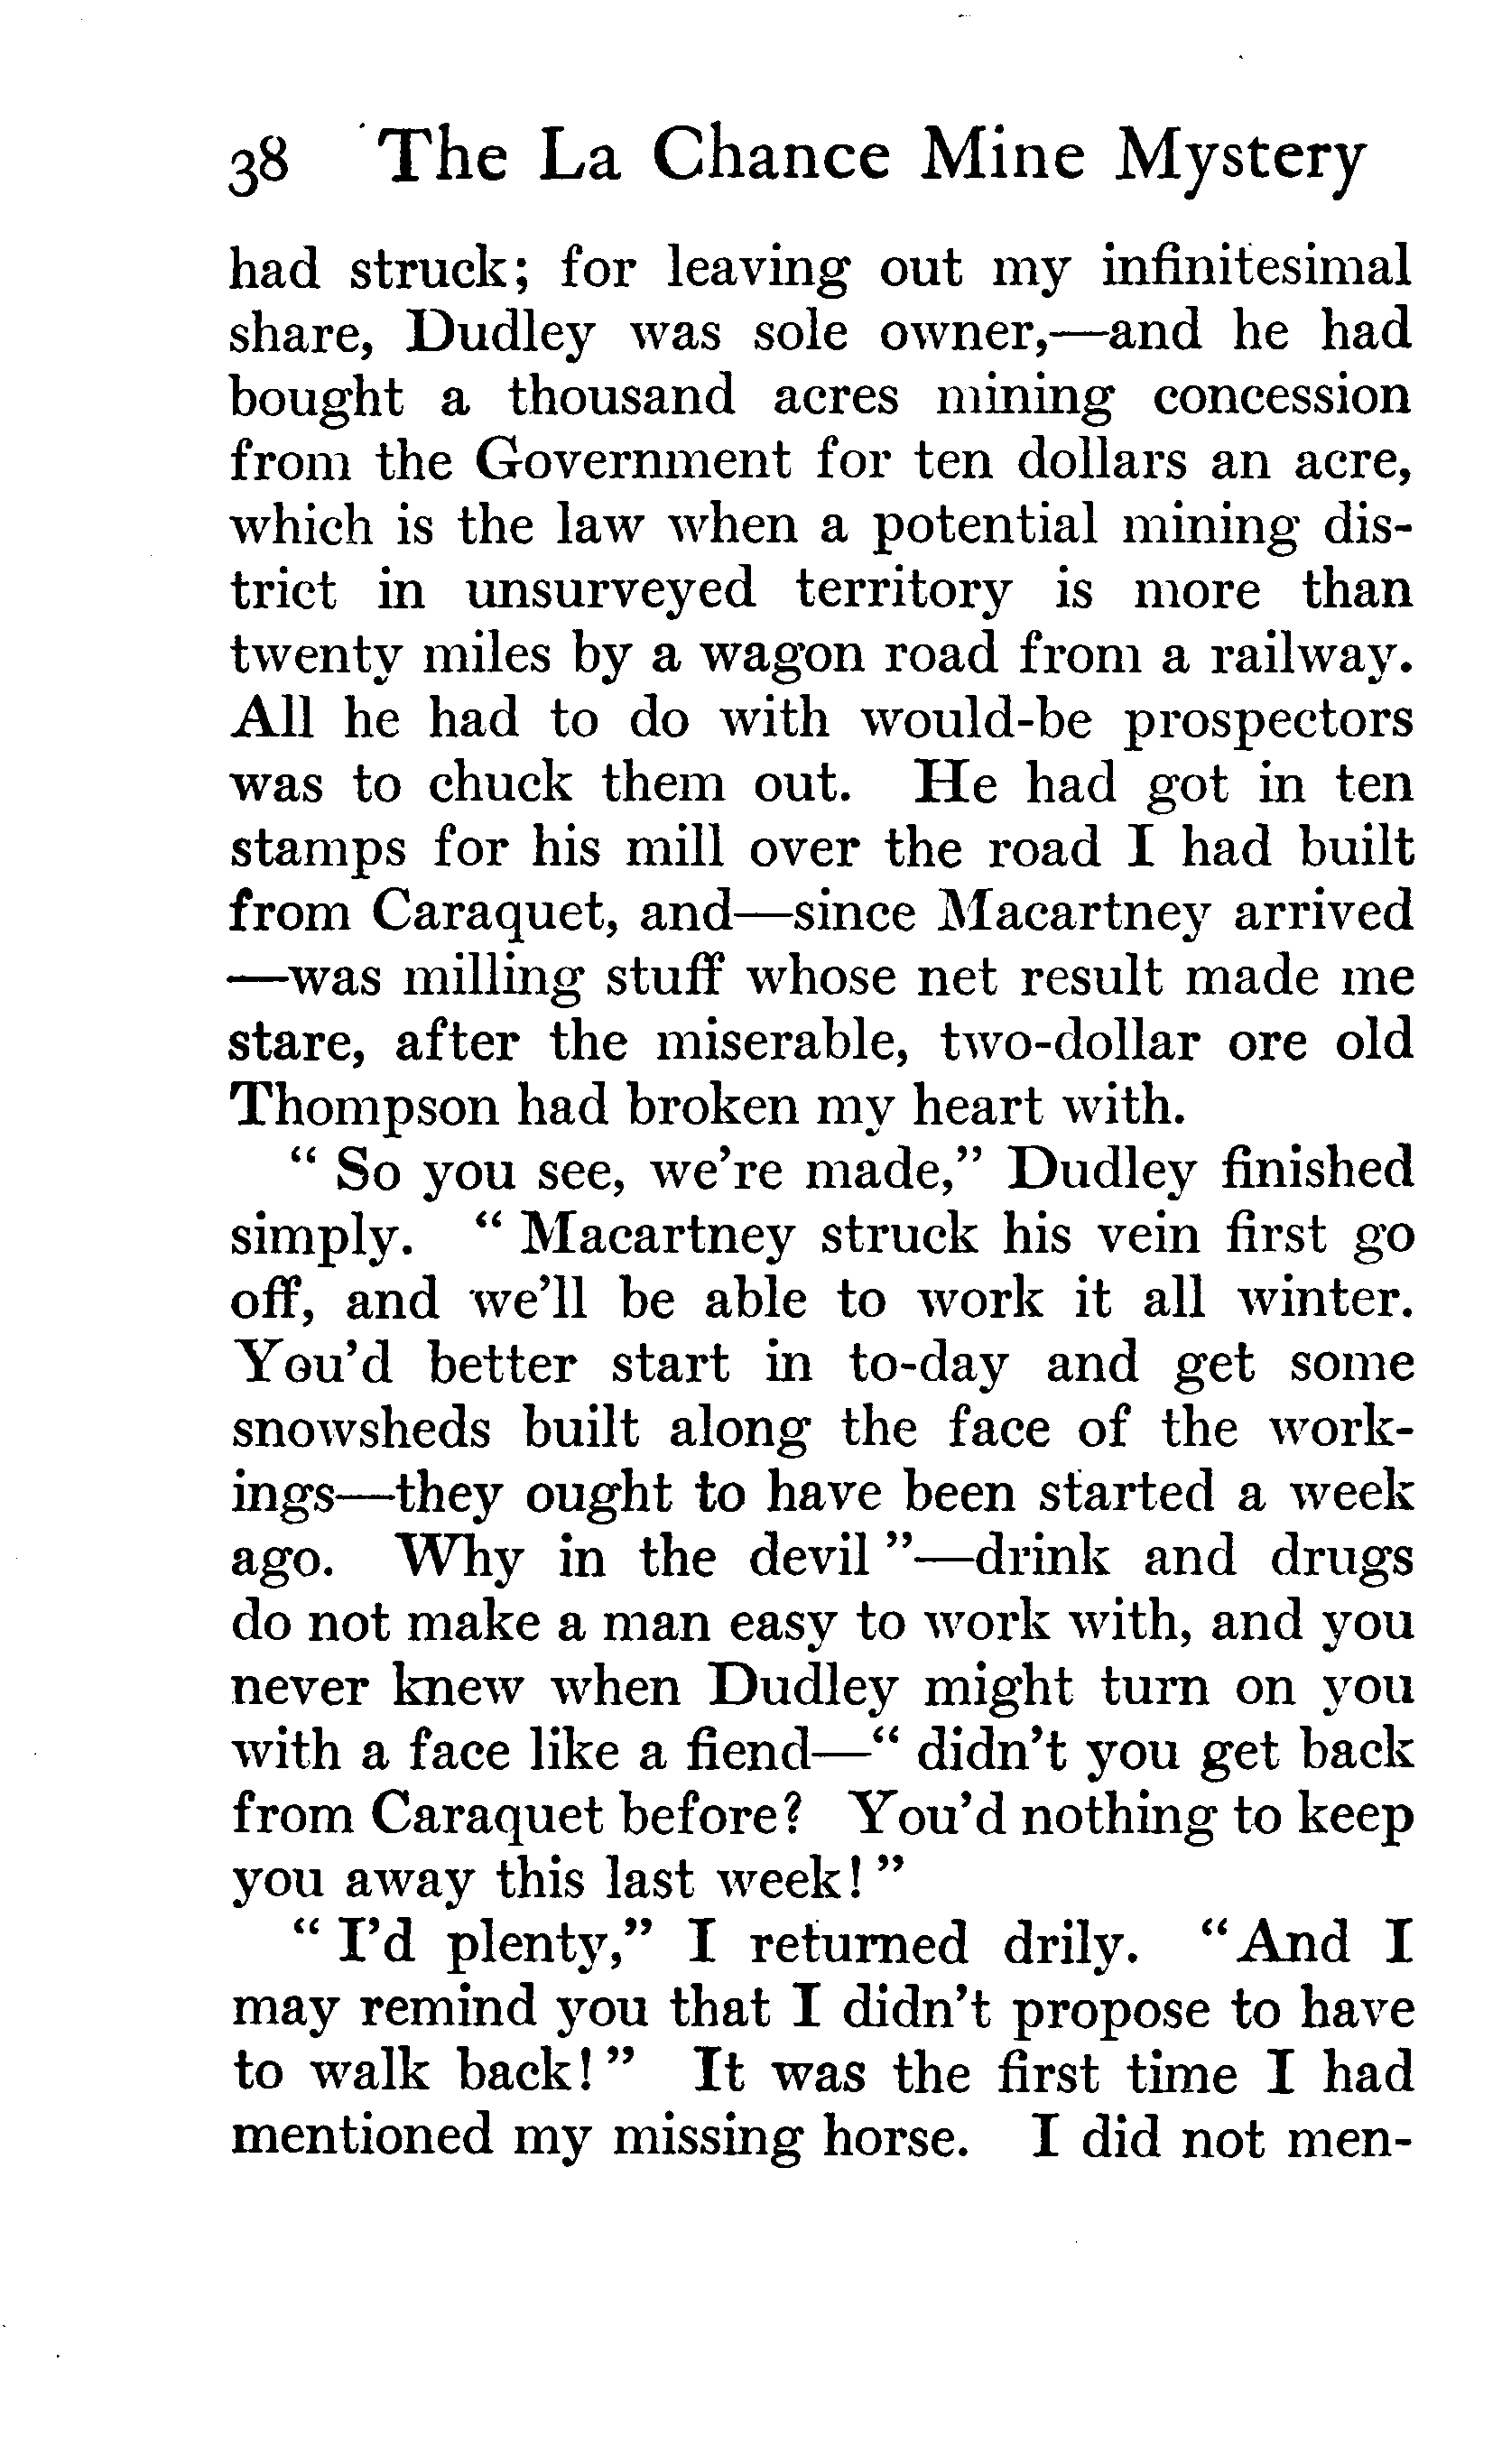 38 The La Chance Mine Mystery
had struck; for leaving out my infinitesimal
share, Dudley was sole owner,—and he had
bought a thousand acres mining concession
from the Government for ten dollars an acre,
which is the law when a potential mining dis-
trict in unsurveyed territory is more than
twenty miles by a wagon road from a railway.
All he had to do with would-be prospectors
was to chuck them out. He had got in ten
stamps for his mill over the road I had built
from Caraquet, and—since Macartney arrived
—was milling stuff whose net result made me
stare, after the miserable, two-dollar ore old
Thompson had broken my heart with.
“ So you see, we’re made,” Dudley finished
simply. “ Macartney struck his vein first go
off, and we’ll be able to work it all winter.
You’d better start in to-day and get some
snowsheds built along the face of the work-
ings—they ought to have been started a week
ago. Why in the devil ”—drink and drugs
do not make a man easy to work with, and you
never knew when Dudley might turn on you
with a face like a fiend—“ didn’t you get back
from Caraquet before? You’d nothing to keep
you away this last week! ”
“ I’d plenty,” I returned drily. “ And I
may remind you that I didn’t propose to have
to walk back! ” It was the first time I had
mentioned my missing horse. I did not men-